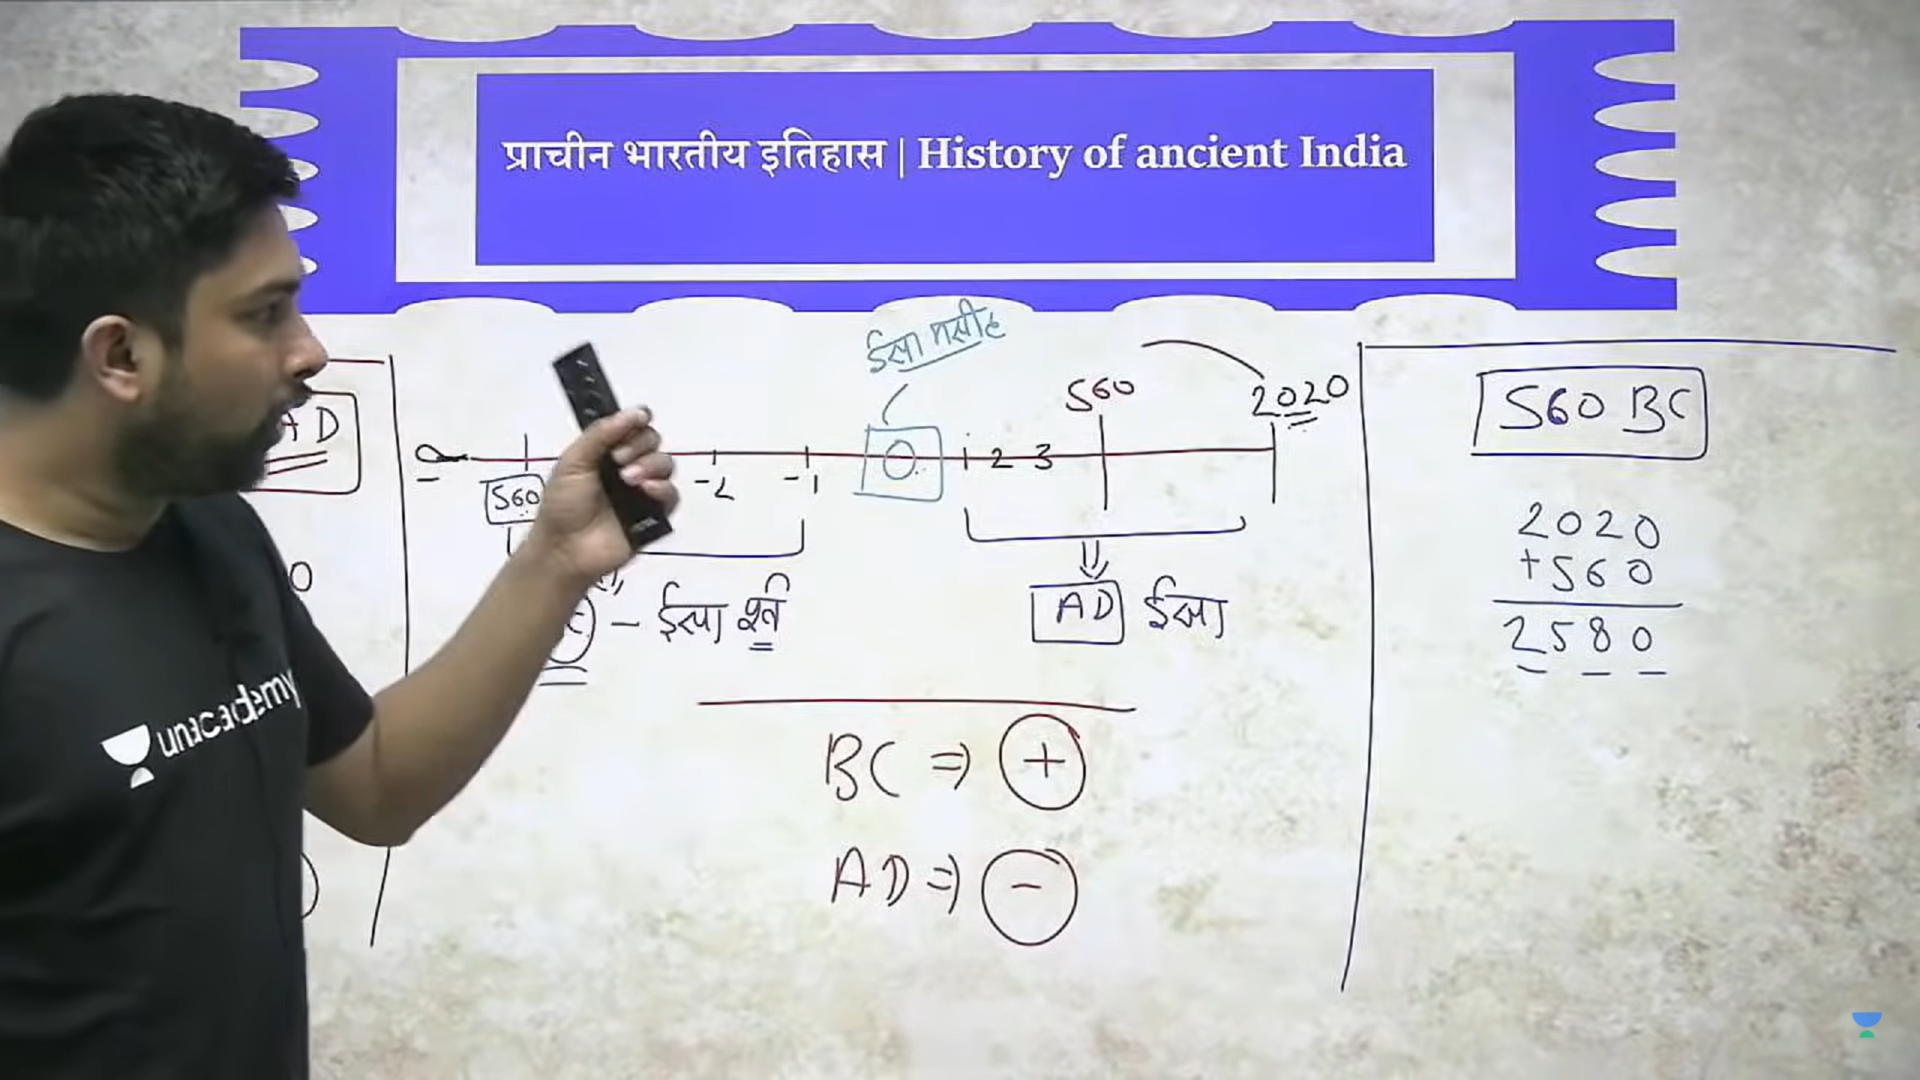 प्राचीन भारतीय इतिहास | History of ancient India
ईसा मसीह
AD
560
2020
560 BC
560
-2
-1
0
1 2 3
2020
+560
2580
0
- ईसा पूर्व
AD ईसा
BC ⇒ +
AD ⇒ -
unacademy